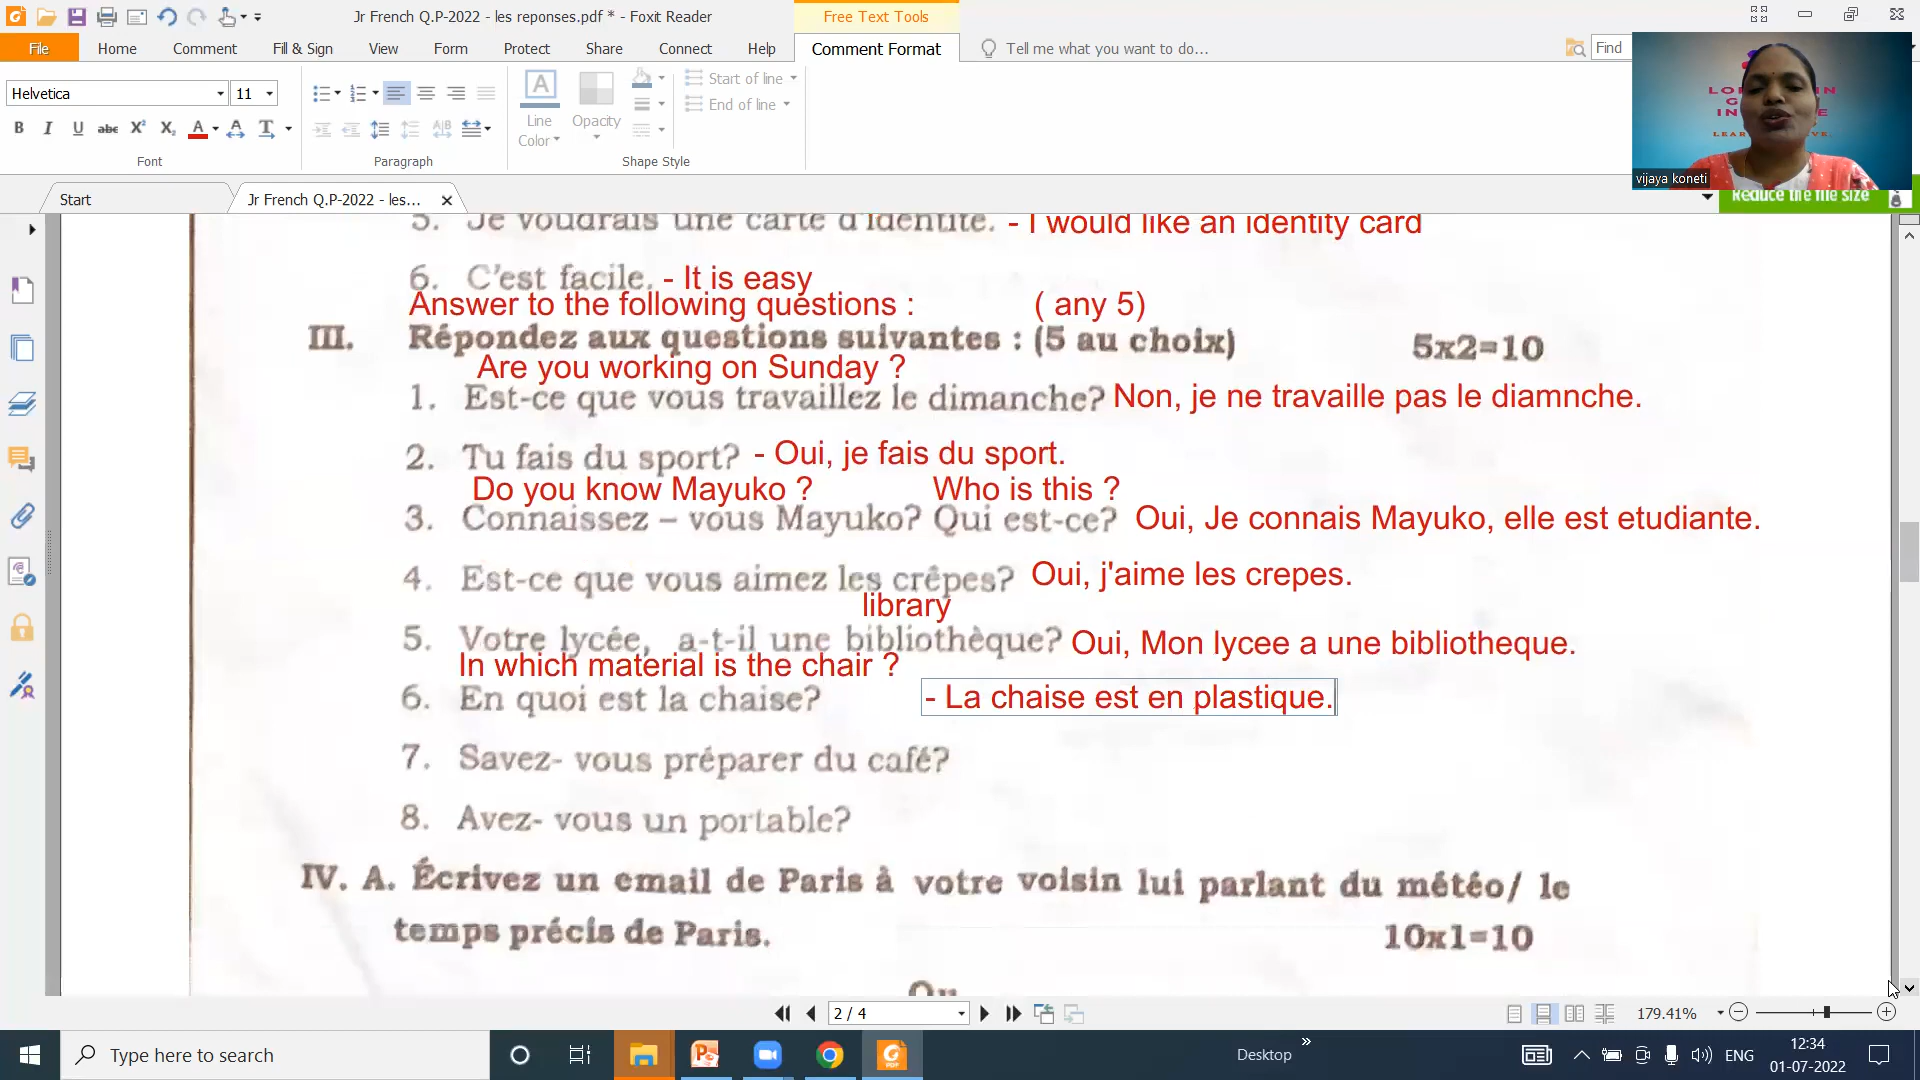 Jr French Q.P-2022 - les reponses.pdf * - Foxit Reader
Free Text Tools
File Home Comment Fill & Sign View Form Protect Share Connect Help Comment Format Tell me what you want to do... Find
Helvetica 11
Start of line
End of line
Line Color
Opacity
Font Paragraph Shape Style
vijaya koneti
Start Jr French Q.P-2022 - les...
Reduce the file size
5. Je voudrais une carte d'identité. - I would like an identity card
6. C'est facile. - It is easy
Answer to the following questions : ( any 5)
III. Répondez aux questions suivantes : (5 au choix) 5x2=10
Are you working on Sunday ?
1. Est-ce que vous travaillez le dimanche? Non, je ne travaille pas le diamnche.
2. Tu fais du sport? - Oui, je fais du sport.
Do you know Mayuko ? Who is this ?
3. Connaissez – vous Mayuko? Qui est-ce? Oui, Je connais Mayuko, elle est etudiante.
4. Est-ce que vous aimez les crêpes? Oui, j'aime les crepes.
library
5. Votre lycée, a-t-il une bibliothèque? Oui, Mon lycee a une bibliotheque.
In which material is the chair ?
6. En quoi est la chaise? - La chaise est en plastique.
7. Savez- vous préparer du café?
8. Avez- vous un portable?
IV. A. Écrivez un email de Paris à votre voisin lui parlant du météo/ le
temps précis de Paris. 10x1=10
Ou
2 / 4
179.41%
Type here to search
Desktop
ENG
12:34
01-07-2022